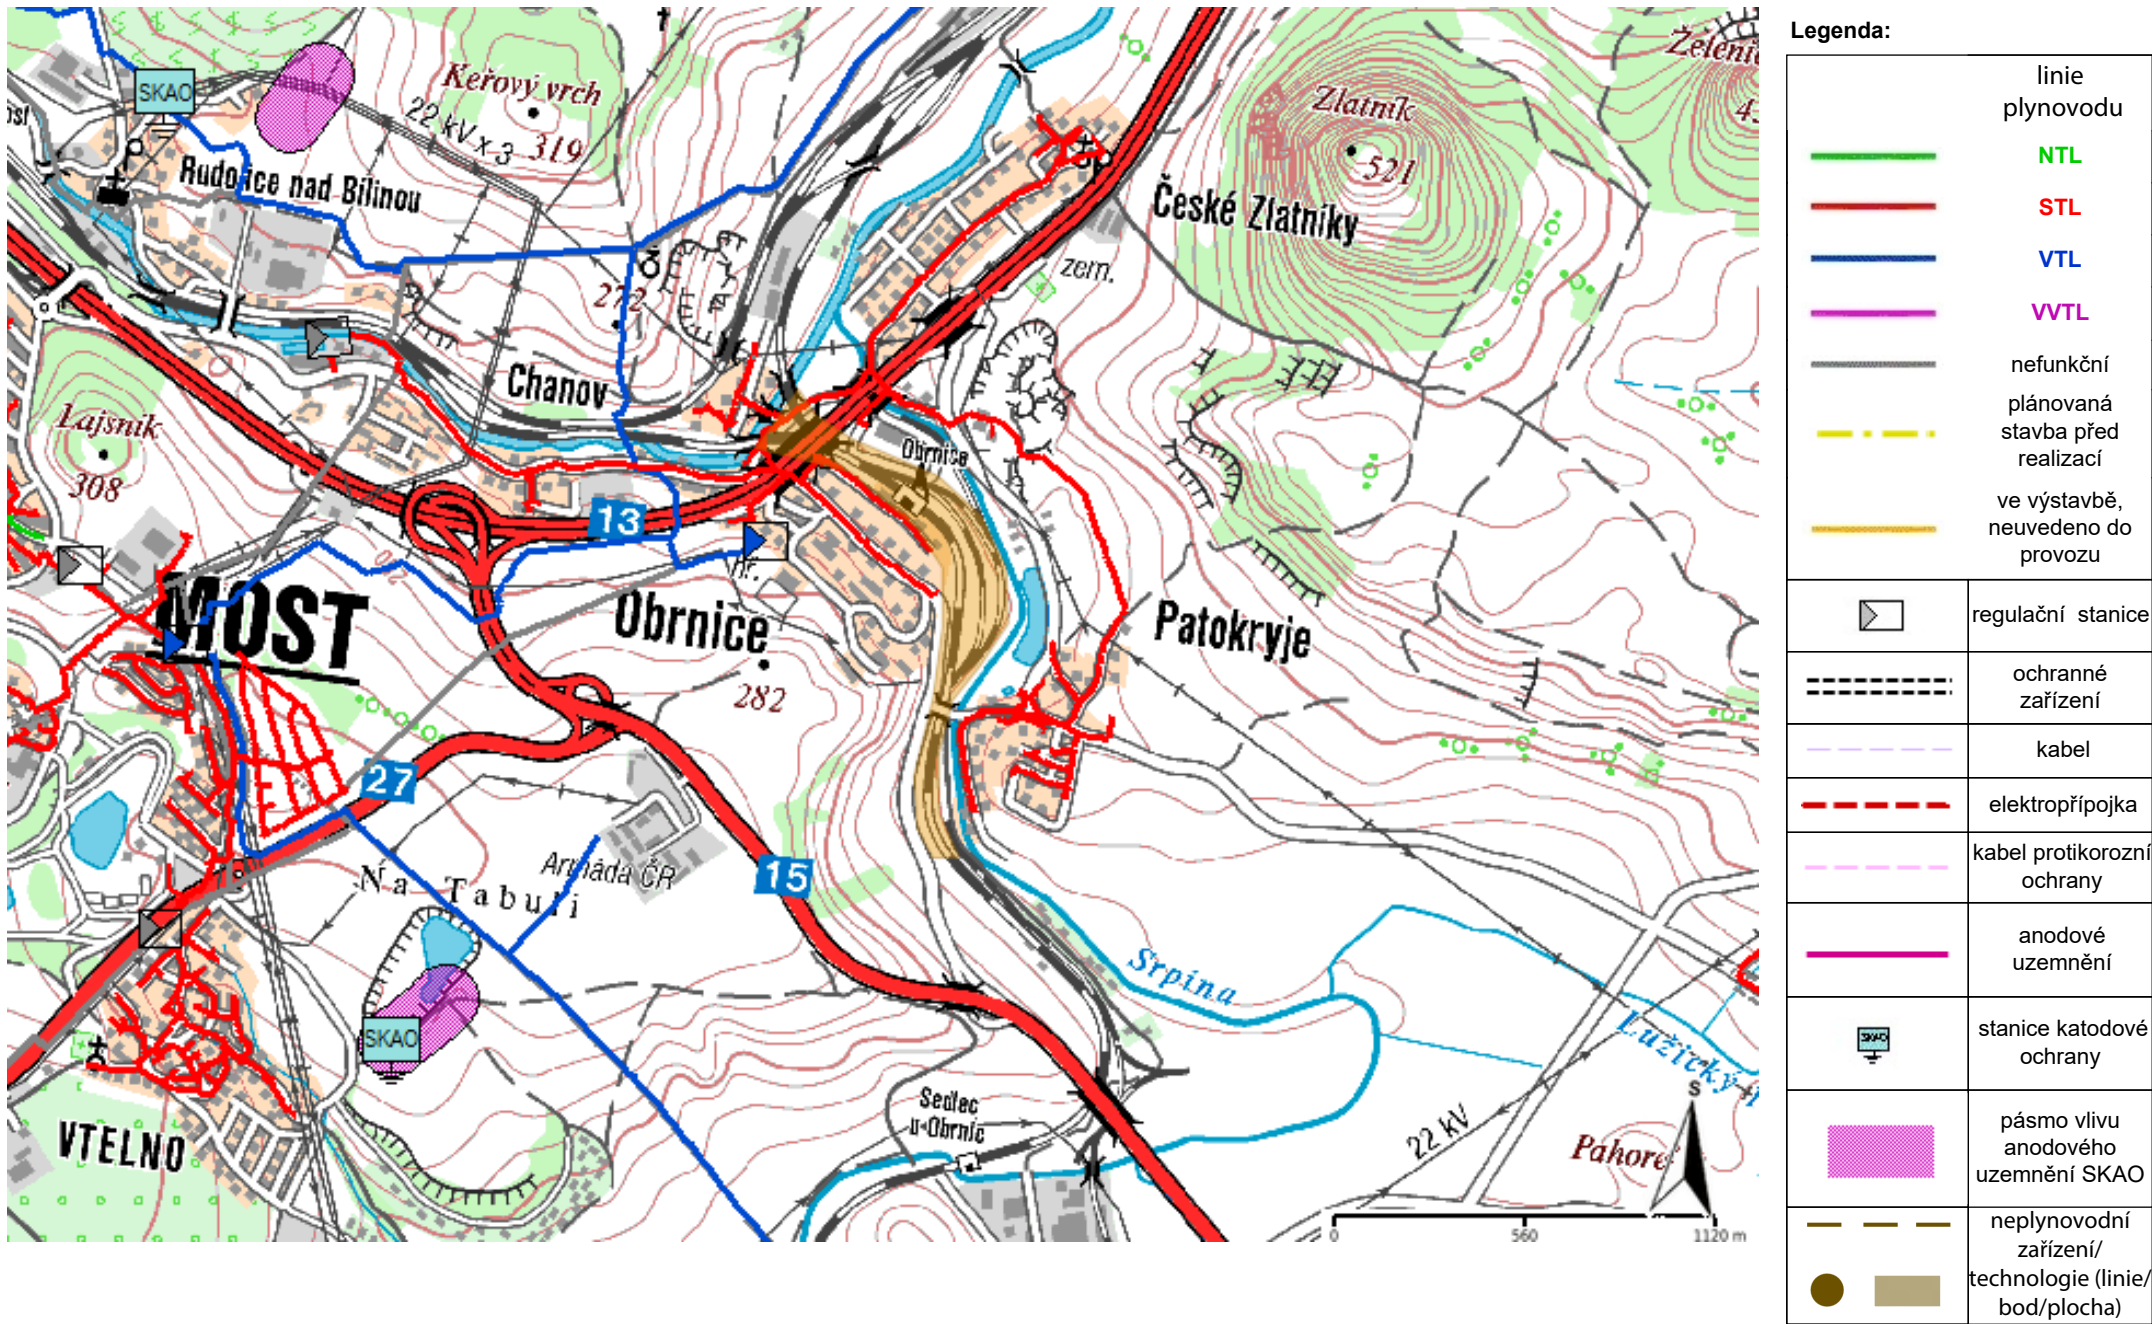 SKAO
Keřový vrch
319
22 kV x 3
Rudolice nad Bílinou
Zlatník
521
České Zlatníky
zem.
272
Chanov
Lajsník
308
Obrnice
13
MOST
Obrnice
282
Patokryje
27
15
Armáda ČR
Na Tabuli
SKAO
Srpina
Lužický
VTELNO
Sedlec
u Obrnic
22 kV
S
0
560
1120 m
Legenda:
linie
plynovodu
NTL
STL
VTL
VVTL
nefunkční
plánovaná
stavba před
realizací
ve výstavbě,
neuvedeno do
provozu
regulační stanice
ochranné
zařízení
kabel
elektropřípojka
kabel protikorozní
ochrany
anodové
uzemnění
SKAO
stanice katodové
ochrany
pásmo vlivu
anodového
uzemnění SKAO
neplynovodní
zařízení/
technologie (linie/
bod/plocha)